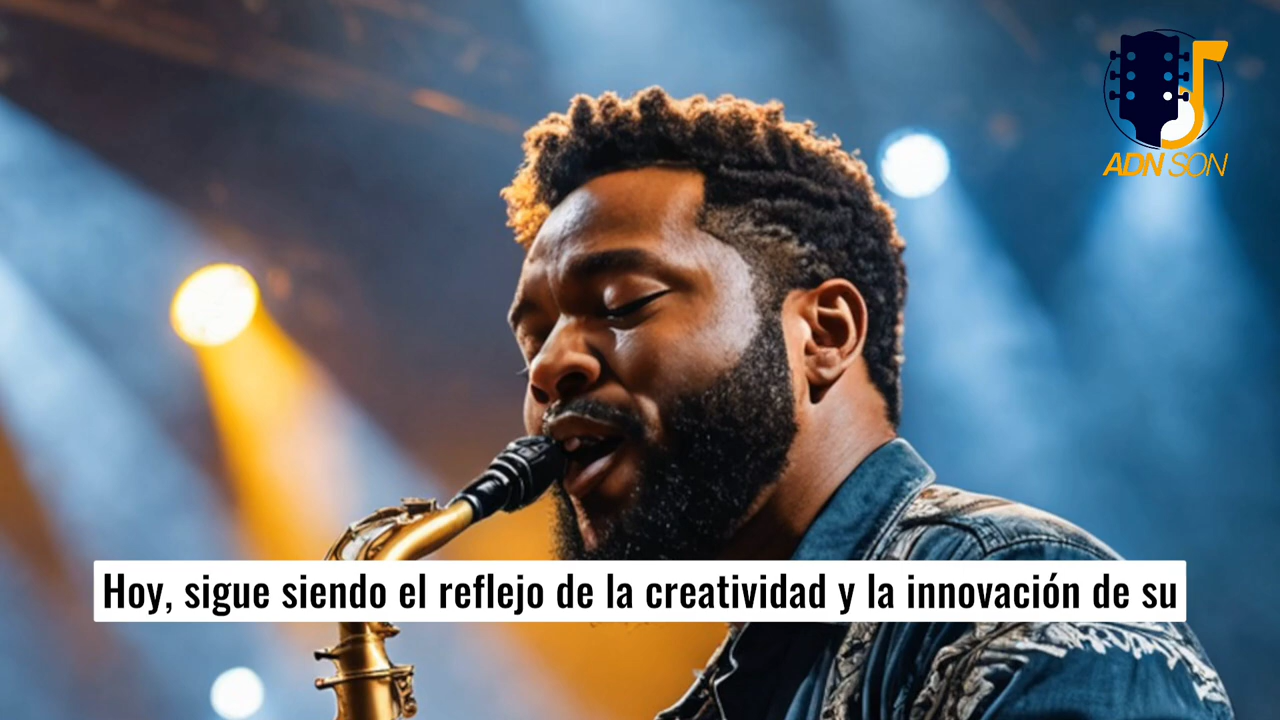 ADN SON
Hoy, sigue siendo el reflejo de la creatividad y la innovación de su